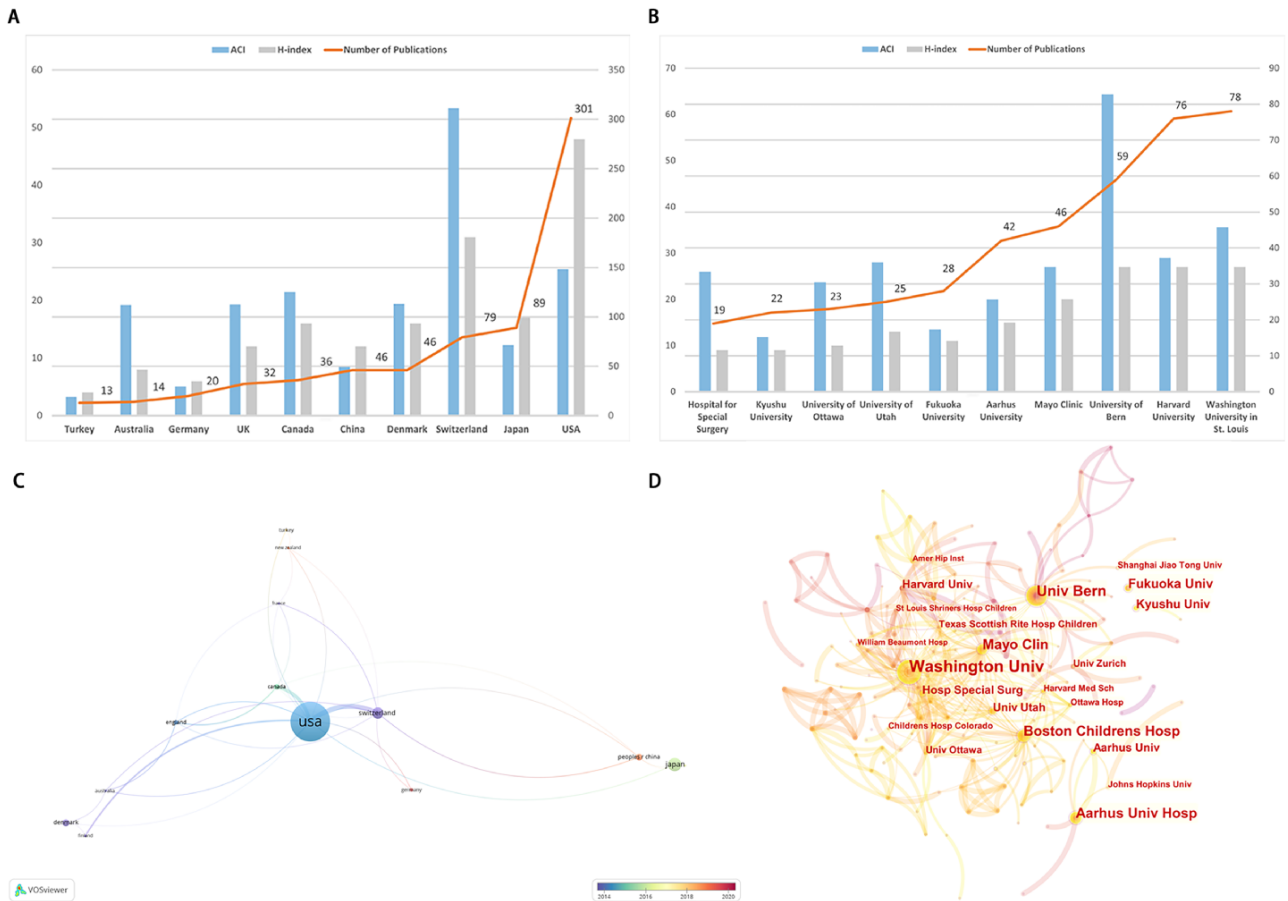 A
ACI H-index Number of Publications
60
50
40
30
20
10
0
350
300
250
200
150
100
50
0
13 14 20 32 36 46 46 79 89 301
Turkey Australia Germany UK Canada China Denmark Switzerland Japan USA
B
ACI H-index Number of Publications
70
60
50
40
30
20
10
0
90
80
70
60
50
40
30
20
10
0
19 22 23 25 28 42 46 59 76 78
Hospital for Kyushu University of University of Fukuoka Aarhus Mayo Clinic University of Harvard Washington
Special University Ottawa Utah University University Bern University University in
Surgery St. Louis
C
turkey
new zealand
france
canada
usa
switzerland
england
peoples r china
japan
australia
germany
denmark
finland
VOSviewer
2014 2016 2018 2020
D
Amer Hip Inst
Shanghai Jiao Tong Univ
Harvard Univ
Fukuoka Univ
Univ Bern
Kyushu Univ
St Louis Shriners Hosp Children
Texas Scottish Rite Hosp Children
William Beaumont Hosp
Mayo Clin
Washington Univ
Univ Zurich
Hosp Special Surg
Harvard Med Sch
Ottawa Hosp
Univ Utah
Childrens Hosp Colorado
Boston Childrens Hosp
Univ Ottawa
Aarhus Univ
Johns Hopkins Univ
Aarhus Univ Hosp